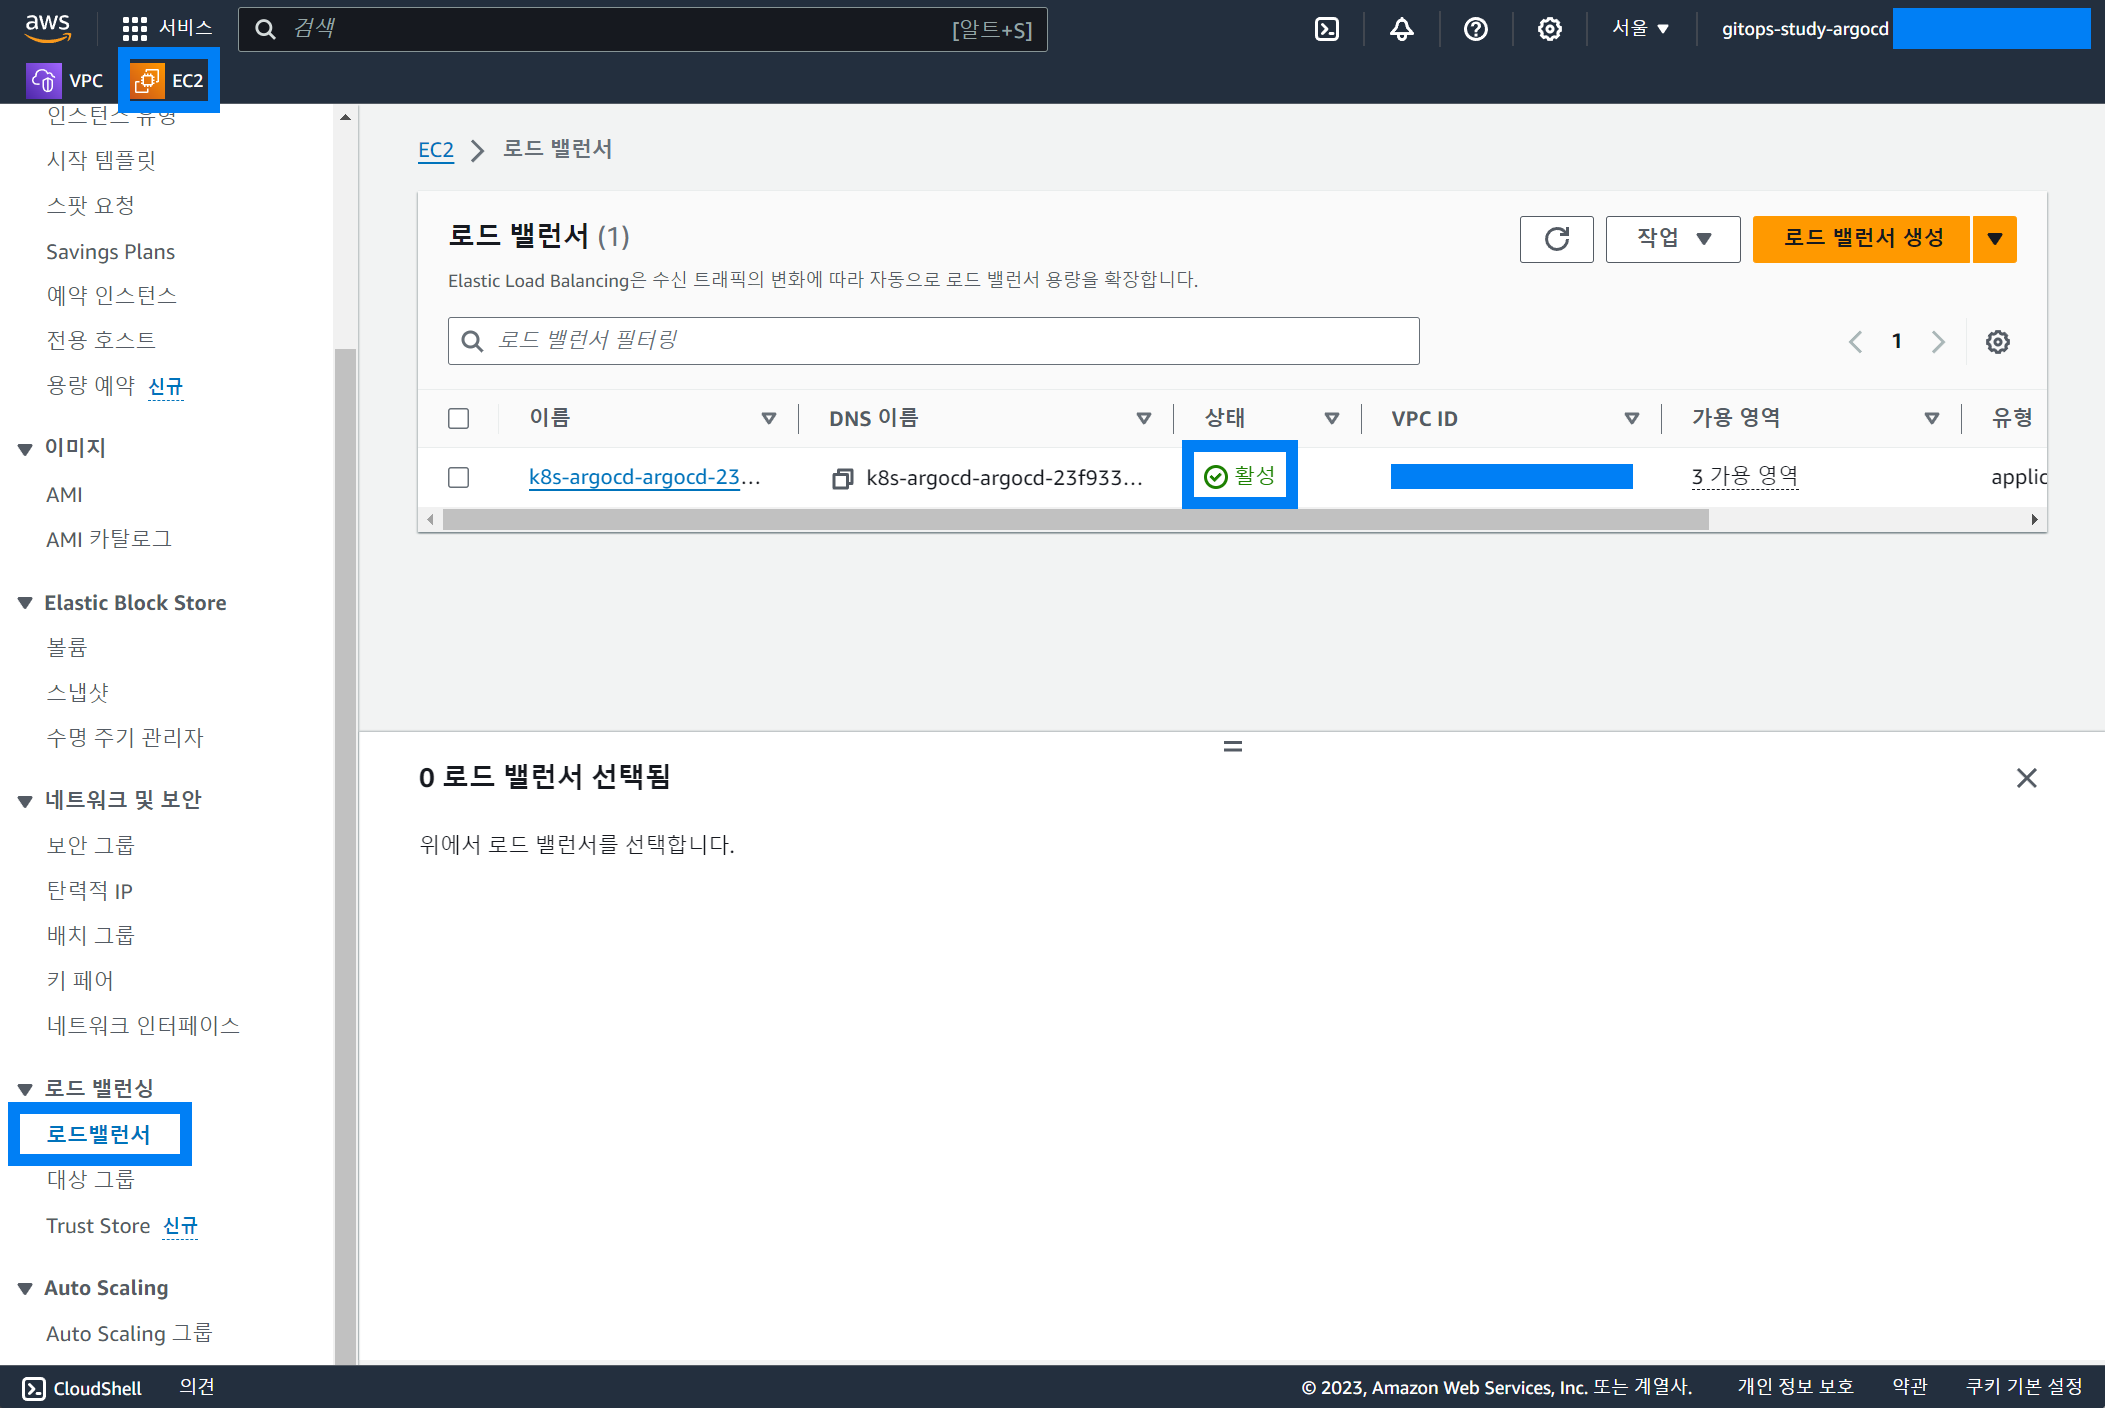 aws
서비스
검색
[알트+S]
서울
gitops-study-argocd
VPC
EC2
인스턴스 유형
시작 템플릿
스팟 요청
Savings Plans
예약 인스턴스
전용 호스트
용량 예약 신규
이미지
AMI
AMI 카탈로그
Elastic Block Store
볼륨
스냅샷
수명 주기 관리자
네트워크 및 보안
보안 그룹
탄력적 IP
배치 그룹
키 페어
네트워크 인터페이스
로드 밸런싱
로드밸런서
대상 그룹
Trust Store 신규
Auto Scaling
Auto Scaling 그룹
EC2 > 로드 밸런서
로드 밸런서 (1)
작업
로드 밸런서 생성
Elastic Load Balancing은 수신 트래픽의 변화에 따라 자동으로 로드 밸런서 용량을 확장합니다.
로드 밸런서 필터링
1
이름 DNS 이름 상태 VPC ID 가용 영역 유형
k8s-argocd-argocd-23... k8s-argocd-argocd-23f933... 활성 3 가용 영역 applic
0 로드 밸런서 선택됨
위에서 로드 밸런서를 선택합니다.
CloudShell
의견
© 2023, Amazon Web Services, Inc. 또는 계열사.
개인 정보 보호
약관
쿠키 기본 설정